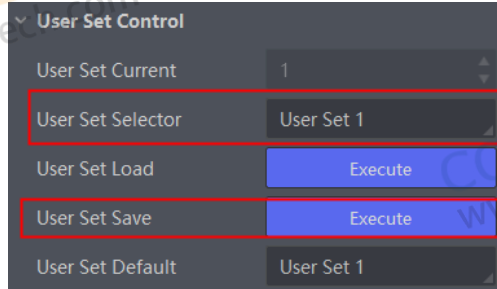 User Set Control
User Set Current 1
User Set Selector User Set 1
User Set Load Execute
User Set Save Execute
User Set Default User Set 1